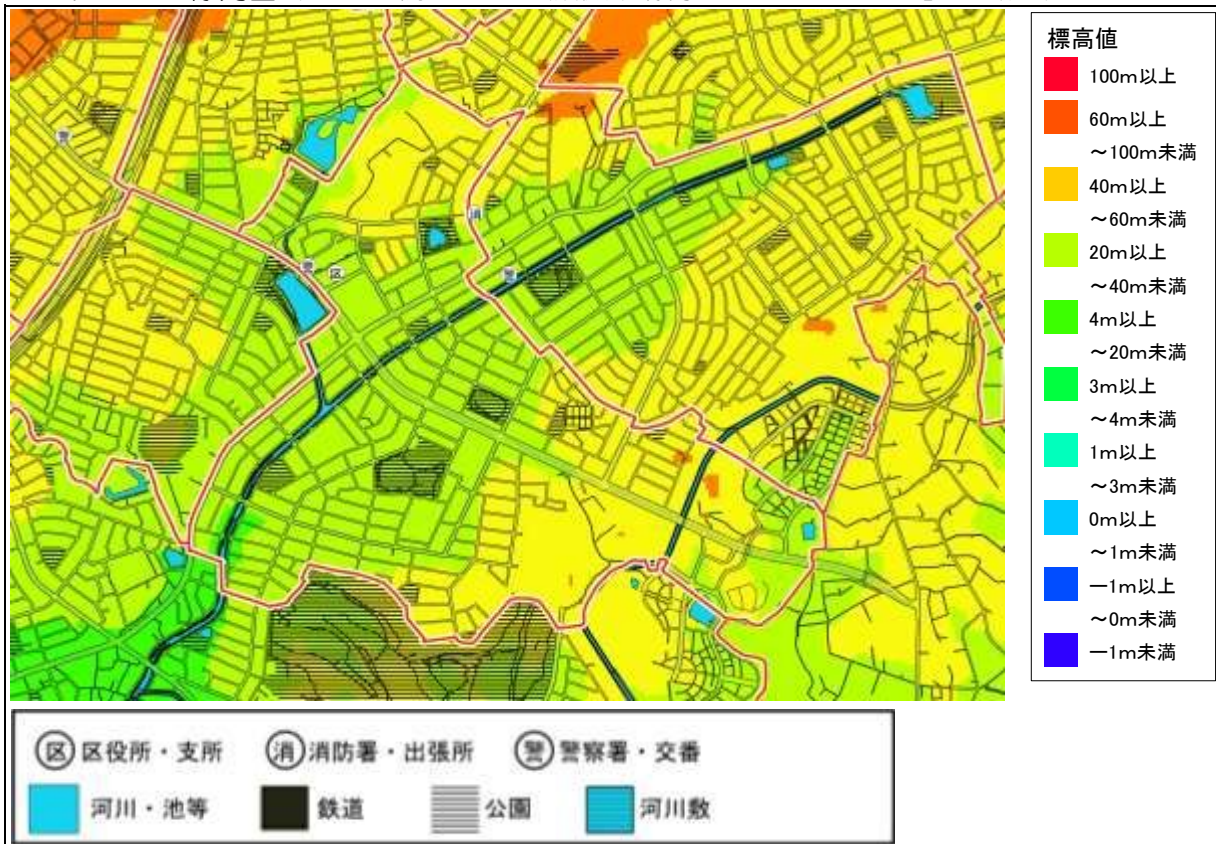 標高値
100m以上
60m以上
~100m未満
40m以上
~60m未満
20m以上
~40m未満
4m以上
~20m未満
3m以上
~4m未満
1m以上
~3m未満
0m以上
~1m未満
-1m以上
~0m未満
-1m未満
警
消
警 区
警
区 区役所・支所 消 消防署・出張所 警 警察署・交番
河川・池等 鉄道 公園 河川敷